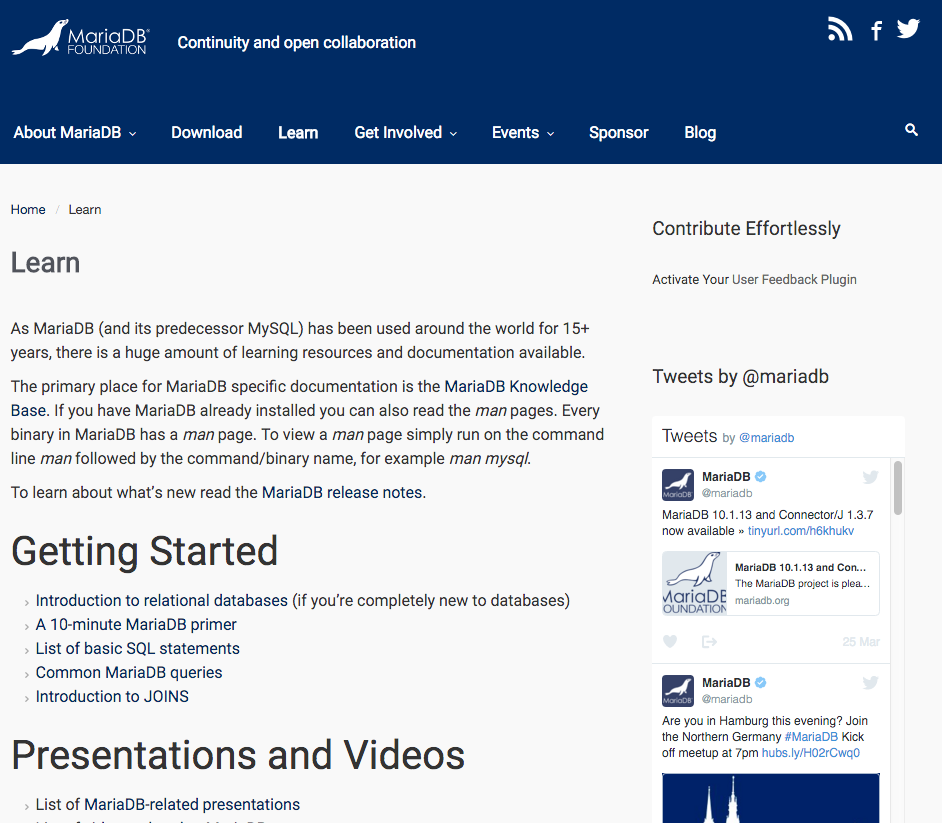 MariaDB
FOUNDATION
Continuity and open collaboration
About MariaDB
Download
Learn
Get Involved
Events
Sponsor
Blog
Home / Learn
Learn
As MariaDB (and its predecessor MySQL) has been used around the world for 15+
years, there is a huge amount of learning resources and documentation available.
The primary place for MariaDB specific documentation is the MariaDB Knowledge
Base. If you have MariaDB already installed you can also read the man pages. Every
binary in MariaDB has a man page. To view a man page simply run on the command
line man followed by the command/binary name, for example man mysql.
To learn about what’s new read the MariaDB release notes.
Getting Started
Introduction to relational databases (if you’re completely new to databases)
A 10-minute MariaDB primer
List of basic SQL statements
Common MariaDB queries
Introduction to JOINS
Presentations and Videos
List of MariaDB-related presentations
Contribute Effortlessly
Activate Your User Feedback Plugin
Tweets by @mariadb
Tweets by @mariadb
MariaDB
@mariadb
MariaDB 10.1.13 and Connector/J 1.3.7
now available » tinyurl.com/h6khukv
MariaDB 10.1.13 and Con...
The MariaDB project is plea...
mariadb.org
25 Mar
MariaDB
@mariadb
Are you in Hamburg this evening? Join
the Northern Germany #MariaDB Kick
off meetup at 7pm hubs.ly/H02rCwq0